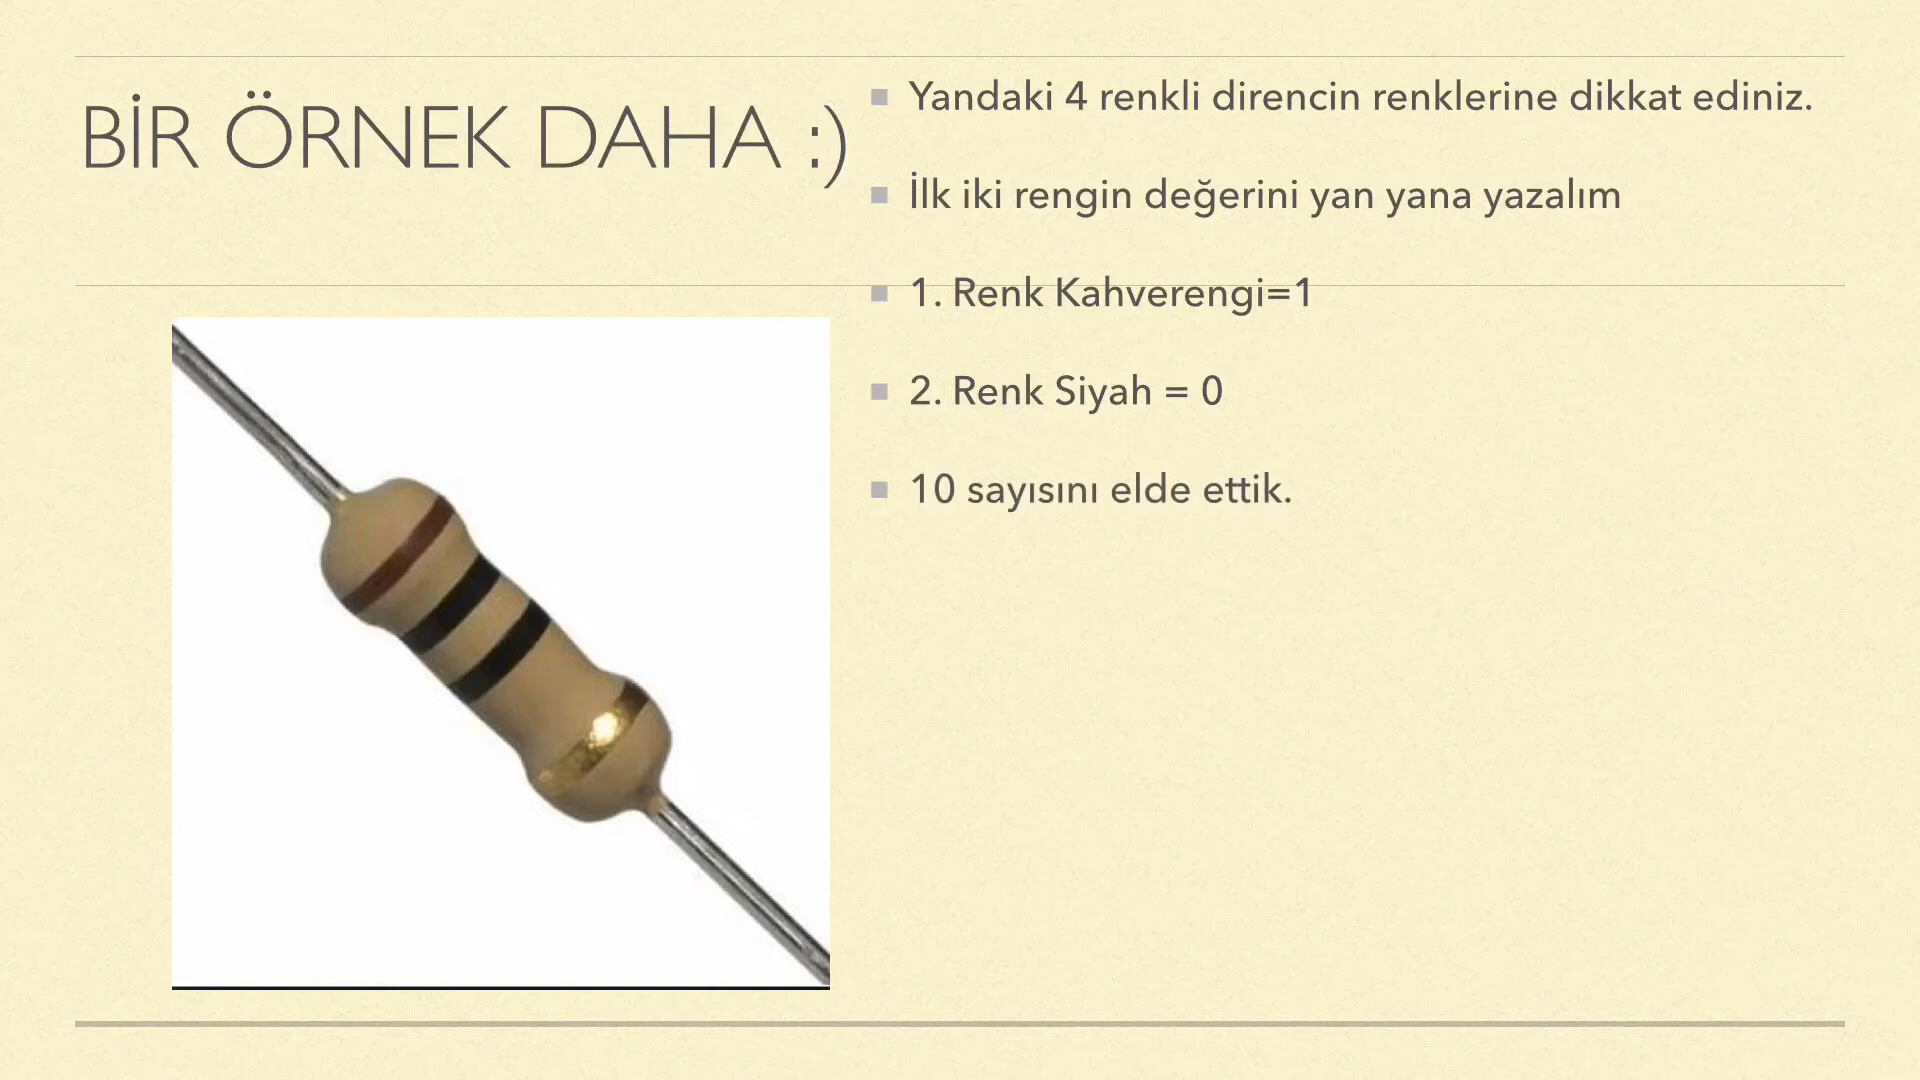 BİR ÖRNEK DAHA :)
Yandaki 4 renkli direncin renklerine dikkat ediniz.
İlk iki rengin değerini yan yana yazalım
1. Renk Kahverengi=1
2. Renk Siyah = 0
10 sayısını elde ettik.